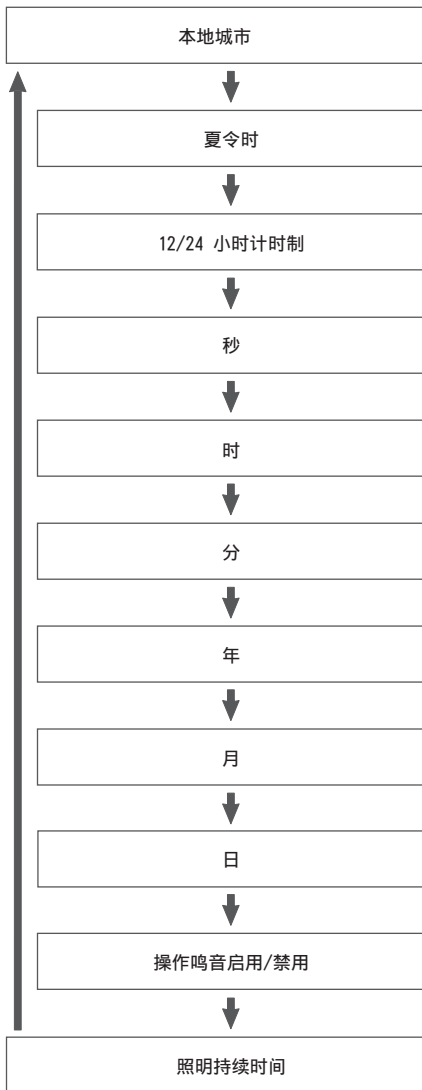 本地城市
夏令时
12/24 小时计时制
秒
时
分
年
月
日
操作鸣音启用/禁用
照明持续时间